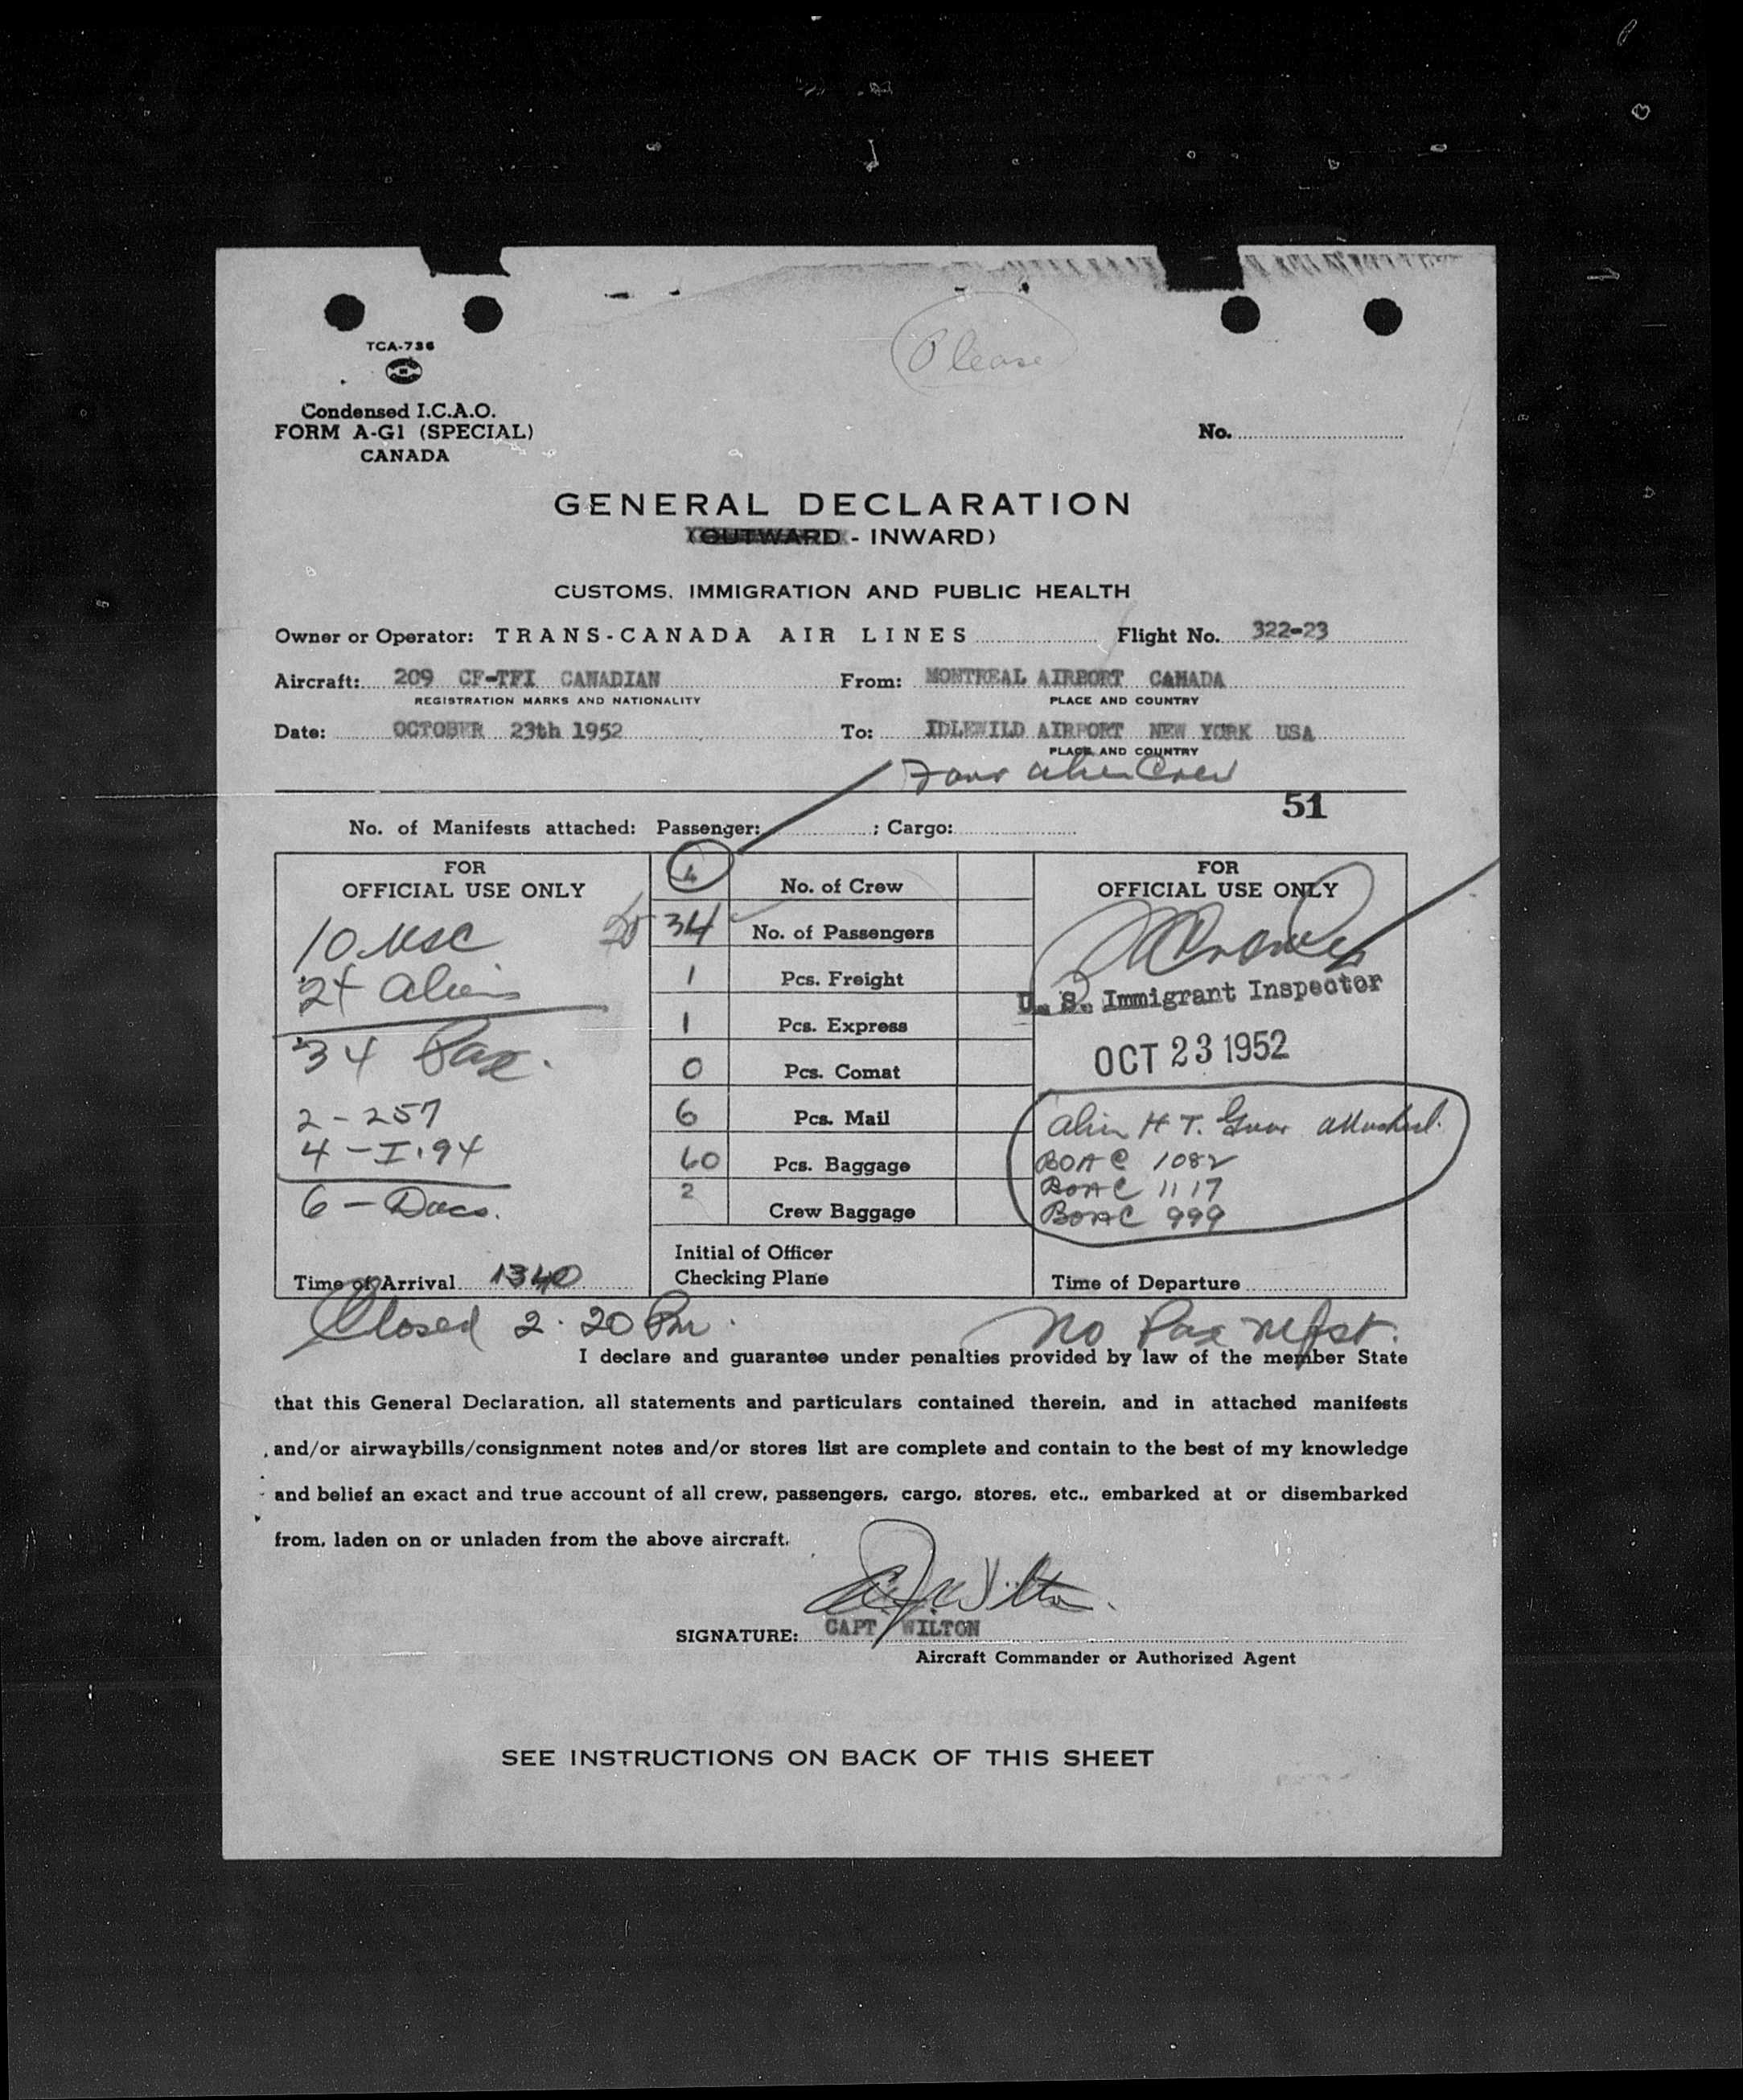 Please
TCA-736
Condensed I.C.A.O.
FORM A-G1 (SPECIAL)
CANADA
No.
GENERAL DECLARATION
(OUTWARD - INWARD)
CUSTOMS, IMMIGRATION AND PUBLIC HEALTH
Owner or Operator: TRANS-CANADA AIR LINES Flight No. 322-23
Aircraft: 209 CF-TFI CANADIAN From: MONTREAL AIRPORT CANADA
REGISTRATION MARKS AND NATIONALITY PLACE AND COUNTRY
Date: OCTOBER 23th 1952 To: IDLEWILD AIRPORT NEW YORK USA
PLACE AND COUNTRY
Four alien Crew
51
No. of Manifests attached: Passenger: ; Cargo:
FOR
OFFICIAL USE ONLY
10 USC
24 alien
34 Pax.
2 - 257
4 - I.94
6 - Docs.
Time of Arrival 1340
4 No. of Crew
34 No. of Passengers
1 Pcs. Freight
1 Pcs. Express
0 Pcs. Comat
6 Pcs. Mail
60 Pcs. Baggage
2 Crew Baggage
Initial of Officer
Checking Plane
FOR
OFFICIAL USE ONLY
U. S. Immigrant Inspector
OCT 23 1952
alien H T. Guar attached.
BOAC 1082
BOAC 1117
BOAC 999
Time of Departure
Closed 2.20 Pm.
No Pax Mfst.
I declare and guarantee under penalties provided by law of the member State
that this General Declaration, all statements and particulars contained therein, and in attached manifests
and/or airwaybills/consignment notes and/or stores list are complete and contain to the best of my knowledge
and belief an exact and true account of all crew, passengers, cargo, stores, etc., embarked at or disembarked
from, laden on or unladen from the above aircraft.
SIGNATURE: CAPT WILTON
Aircraft Commander or Authorized Agent
SEE INSTRUCTIONS ON BACK OF THIS SHEET